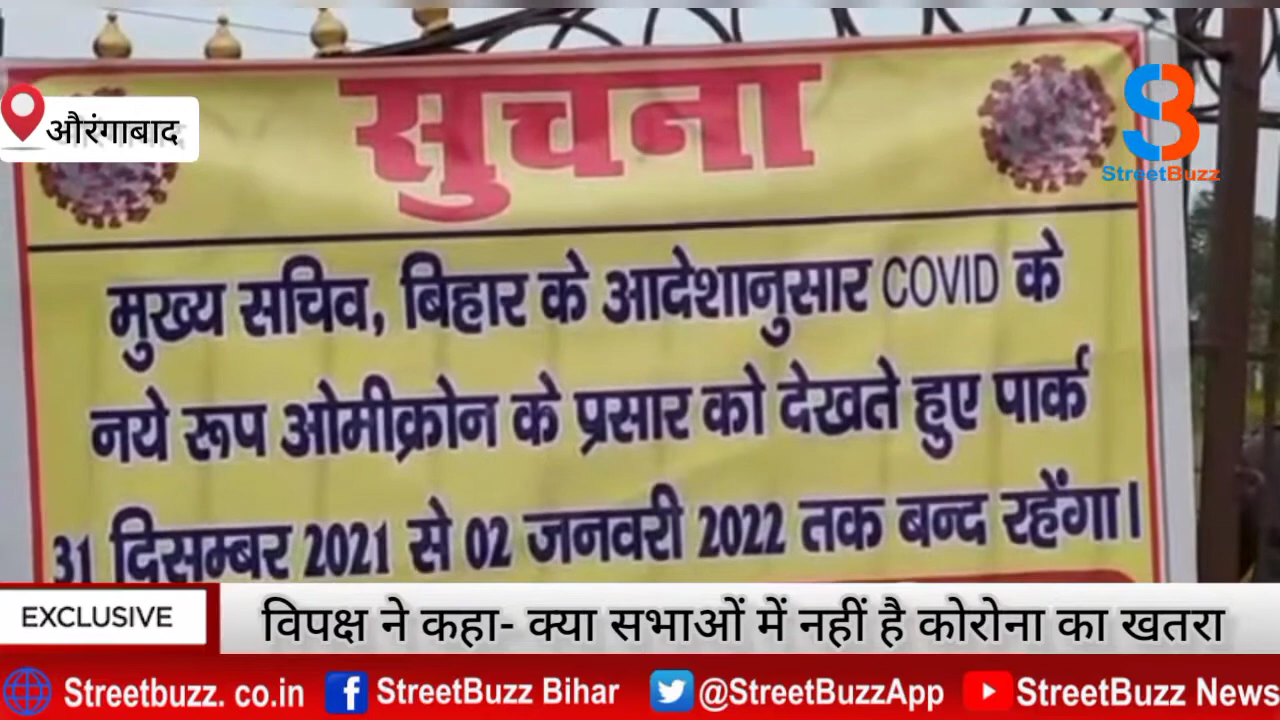 सुचना
औरंगाबाद
StreetBuzz
मुख्य सचिव, बिहार के आदेशानुसार COVID के
नये रूप ओमीक्रोन के प्रसार को देखते हुए पार्क
31 दिसम्बर 2021 से 02 जनवरी 2022 तक बन्द रहेंगा।
EXCLUSIVE
विपक्ष ने कहा- क्या सभाओं में नहीं है कोरोना का खतरा
Streetbuzz. co.in
StreetBuzz Bihar
@StreetBuzzApp
StreetBuzz News